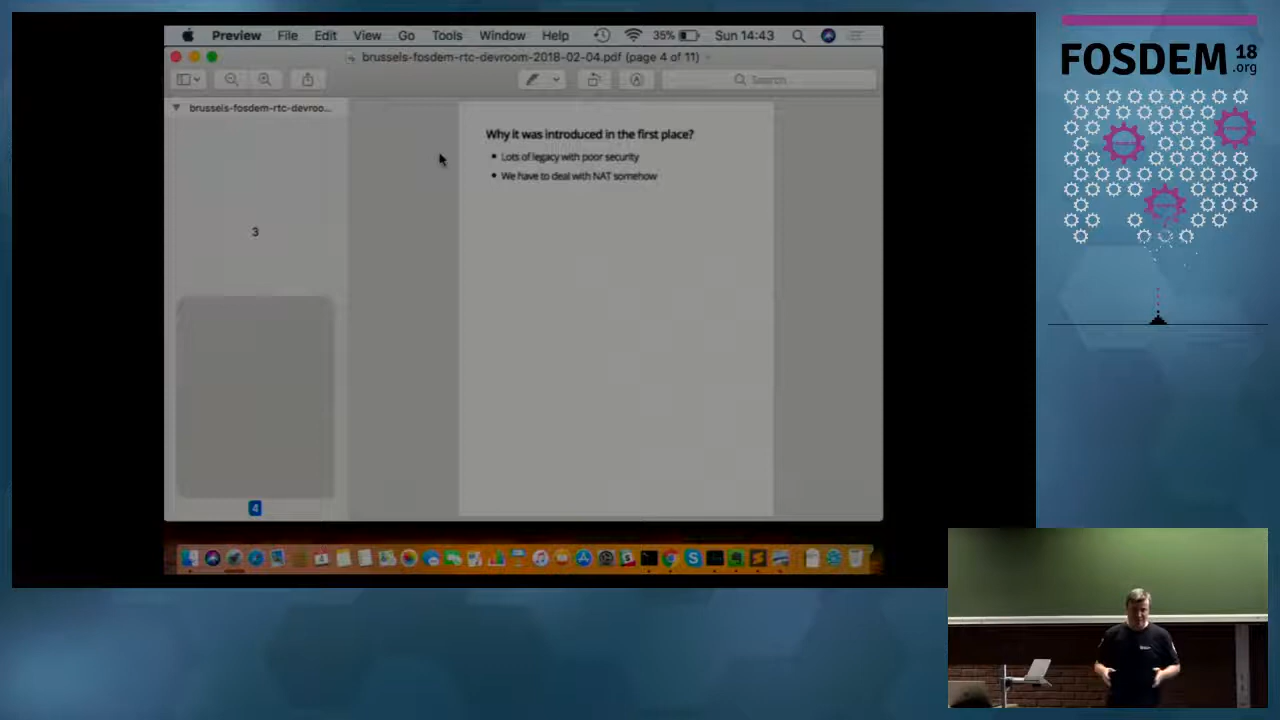 Preview File Edit View Go Tools Window Help 35% Sun 14:43
brussels-fosdem-rtc-devroom-2018-02-04.pdf (page 4 of 11)
Search
brussels-fosdem-rtc-devroo...
3
4
Why it was introduced in the first place?
• Lots of legacy with poor security
• We have to deal with NAT somehow
FOSDEM 18
.org